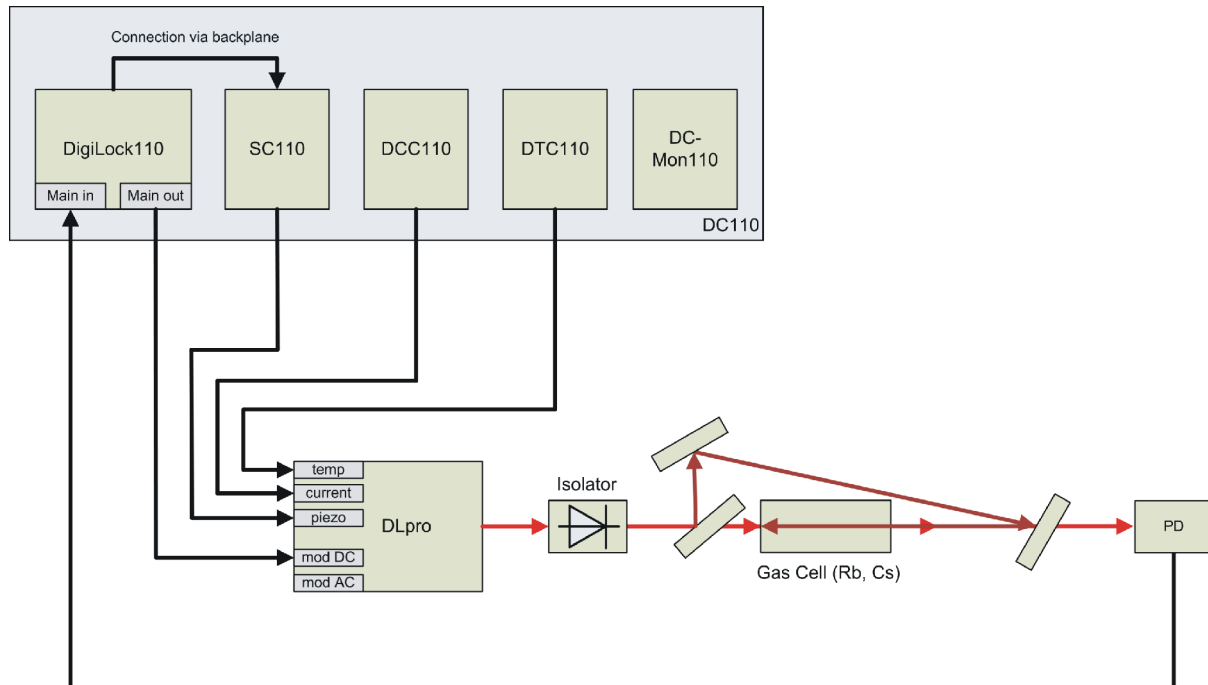 Connection via backplane
DigiLock110
Main in
Main out
SC110
DCC110
DTC110
DC-
Mon110
DC110
temp
current
piezo
mod DC
mod AC
DLpro
Isolator
Gas Cell (Rb, Cs)
PD